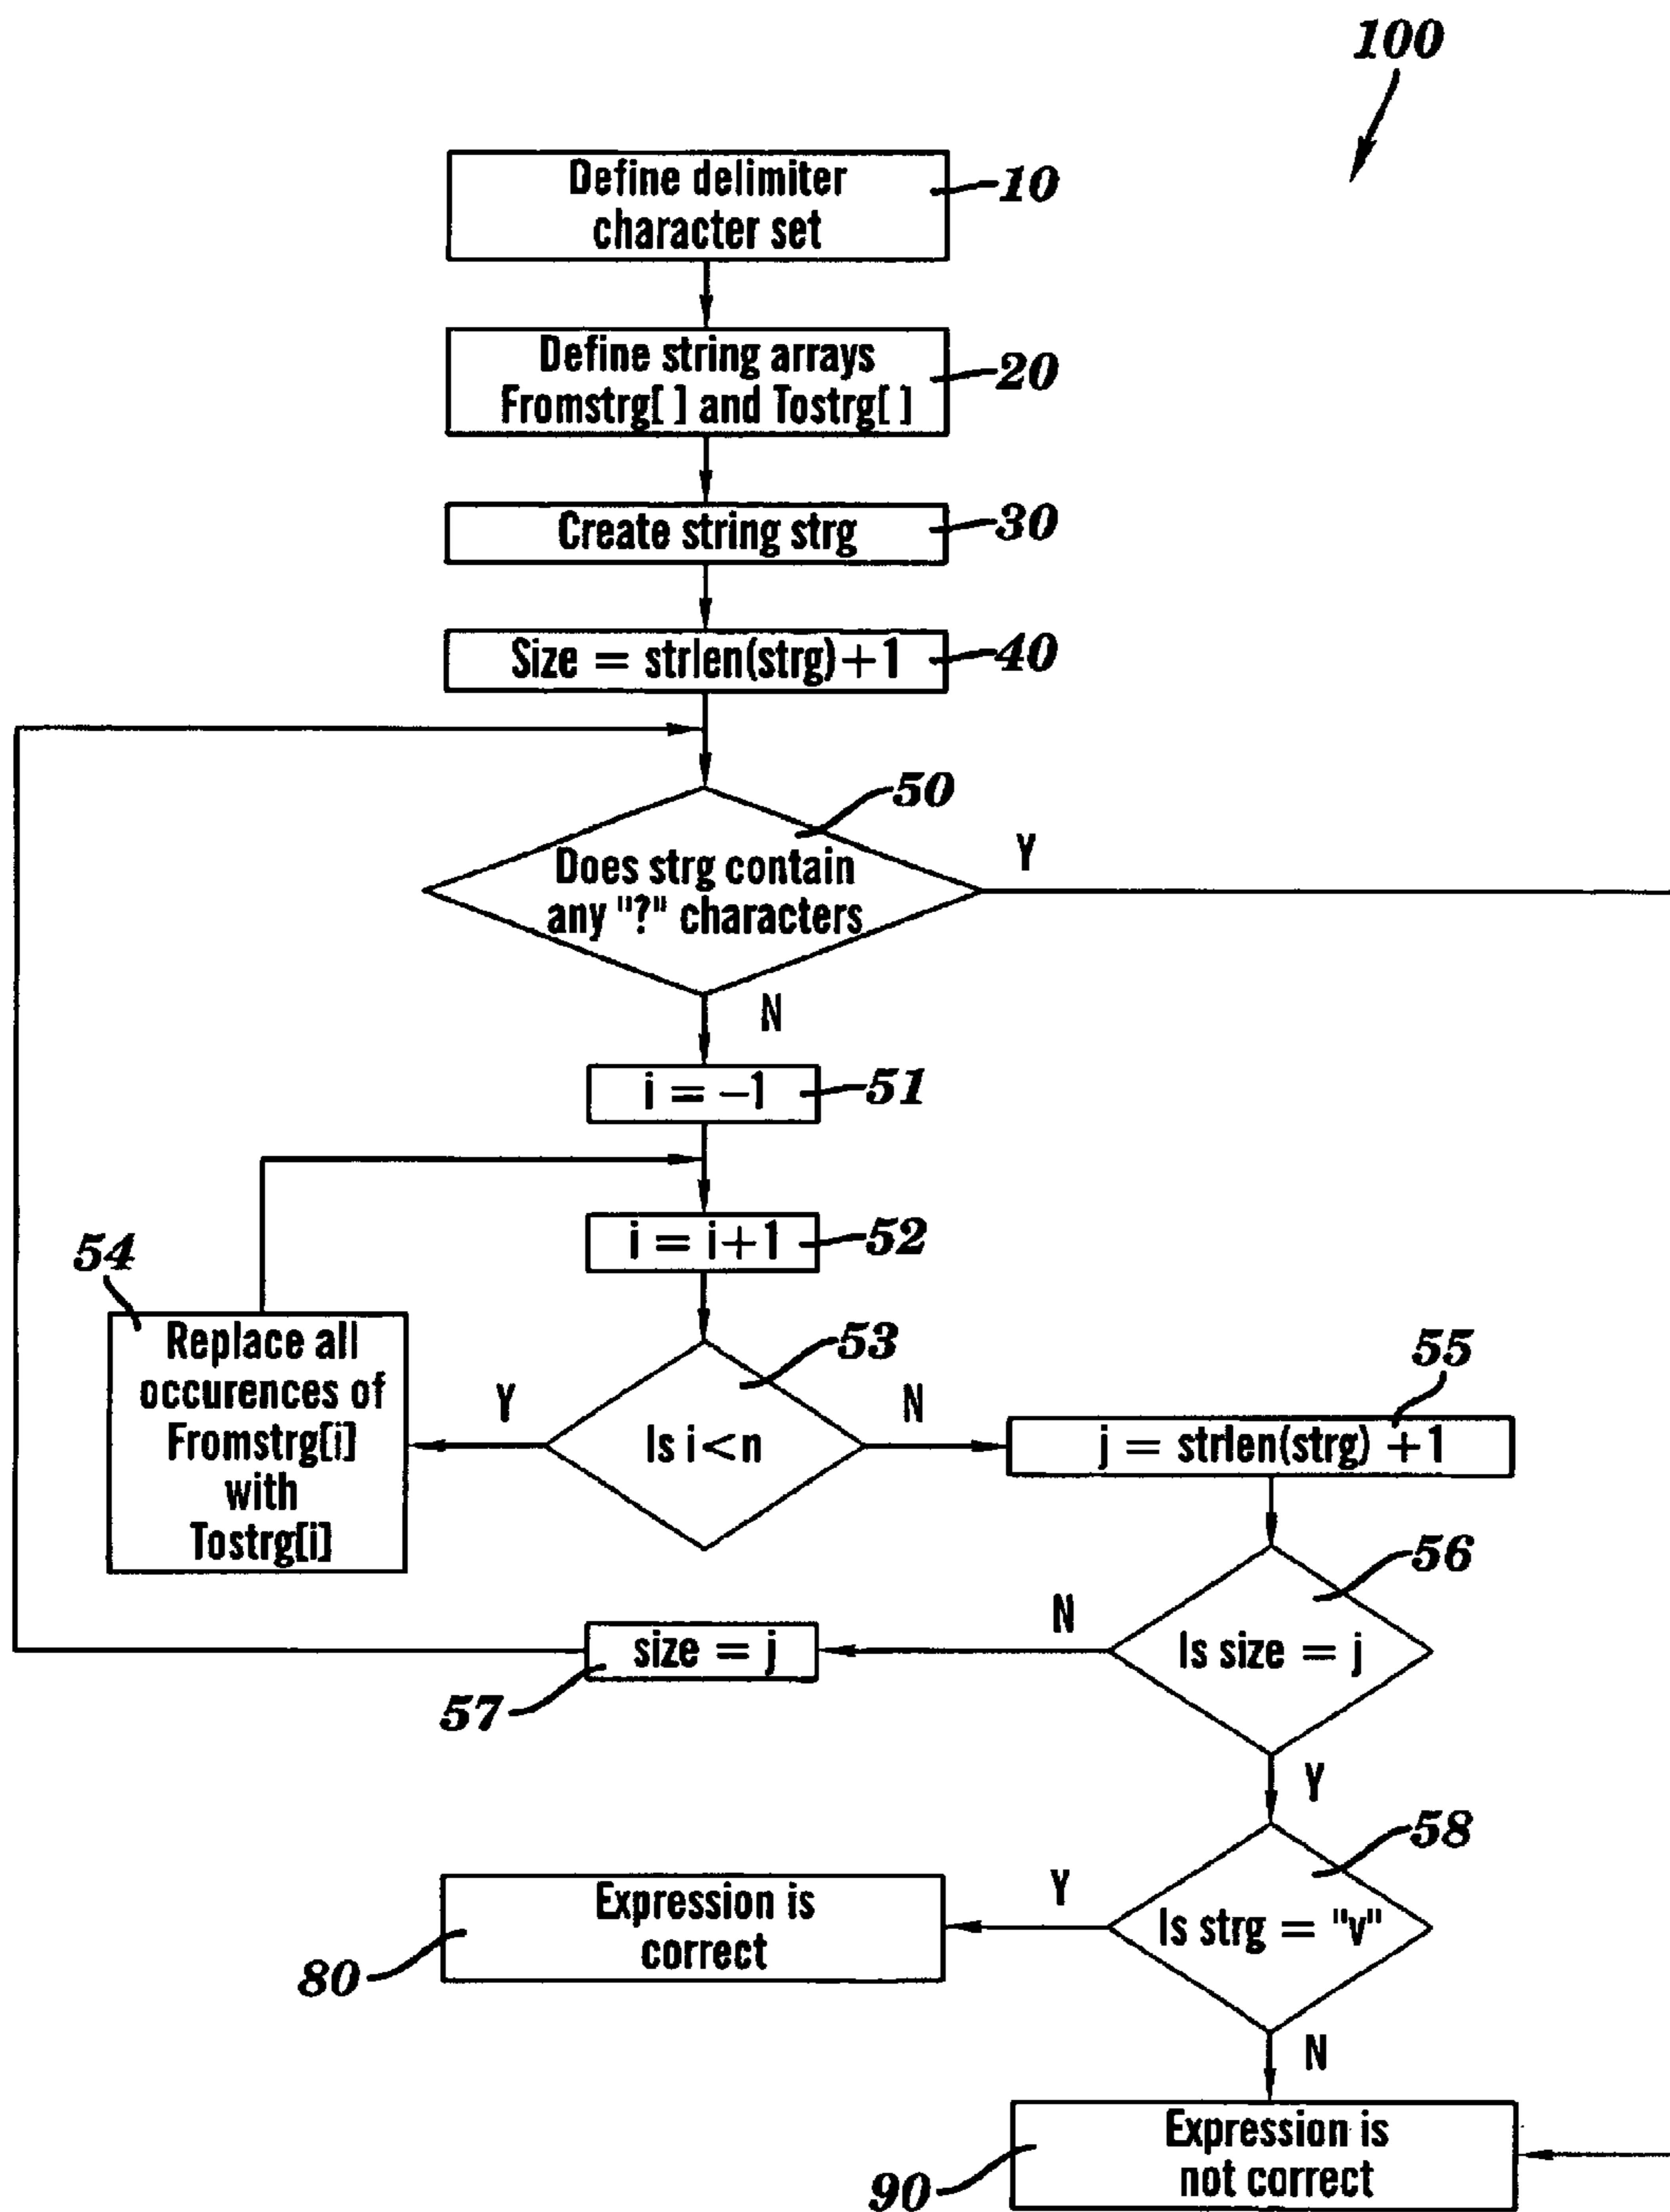 100
Define delimiter
character set
10
Define string arrays
Fromstrg[ ] and Tostrg[ ]
20
Create string strg
30
Size = strlen(strg)+1
40
50
Does strg contain
any "?" characters
Y
N
i = -1
51
i = i+1
52
54
Replace all
occurences of
Fromstrg[i]
with
Tostrg[i]
53
Is i<n
Y
N
55
j = strlen(strg) +1
56
Is size = j
N
size = j
57
Y
58
Is strg = "v"
Y
Expression is
correct
80
N
Expression is
not correct
90